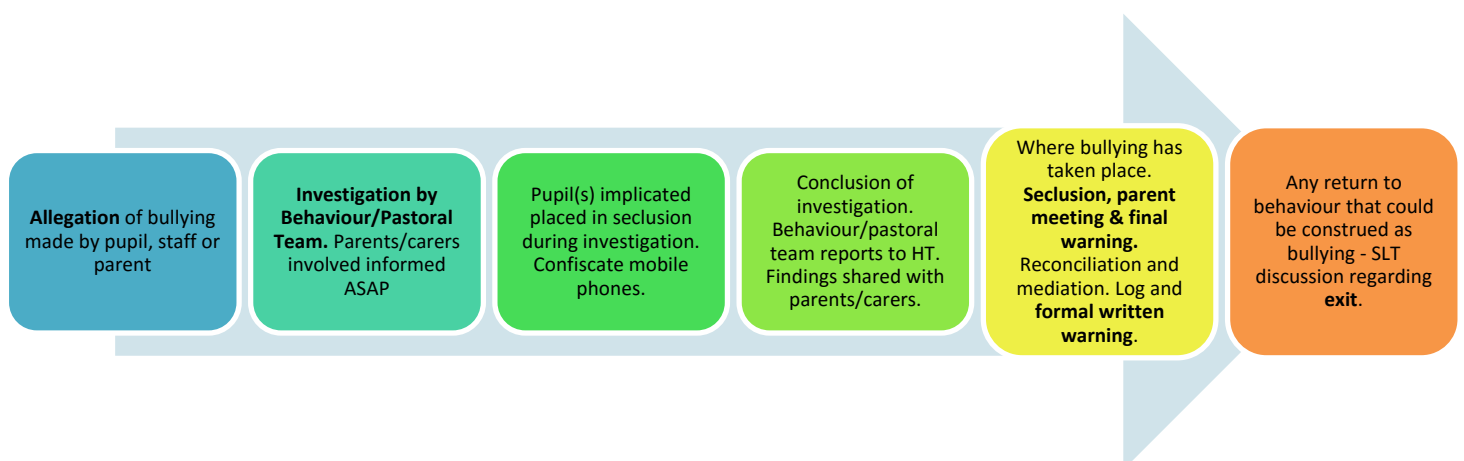 Allegation of bullying
made by pupil, staff or
parent
Investigation by
Behaviour/Pastoral
Team. Parents/carers
involved informed
ASAP
Pupil(s) implicated
placed in seclusion
during investigation.
Confiscate mobile
phones.
Conclusion of
investigation.
Behaviour/pastoral
team reports to HT.
Findings shared with
parents/carers.
Where bullying has
taken place.
Seclusion, parent
meeting & final
warning.
Reconciliation and
mediation. Log and
formal written
warning.
Any return to
behaviour that could
be construed as
bullying - SLT
discussion regarding
exit.